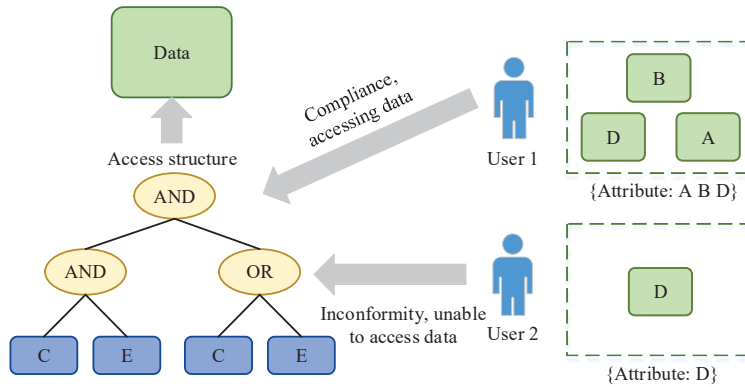 Data
Compliance,
accessing data
B
D
A
User 1
{Attribute: A B D}
Access structure
AND
AND
OR
C
E
C
E
Inconformity, unable
to access data
User 2
D
{Attribute: D}